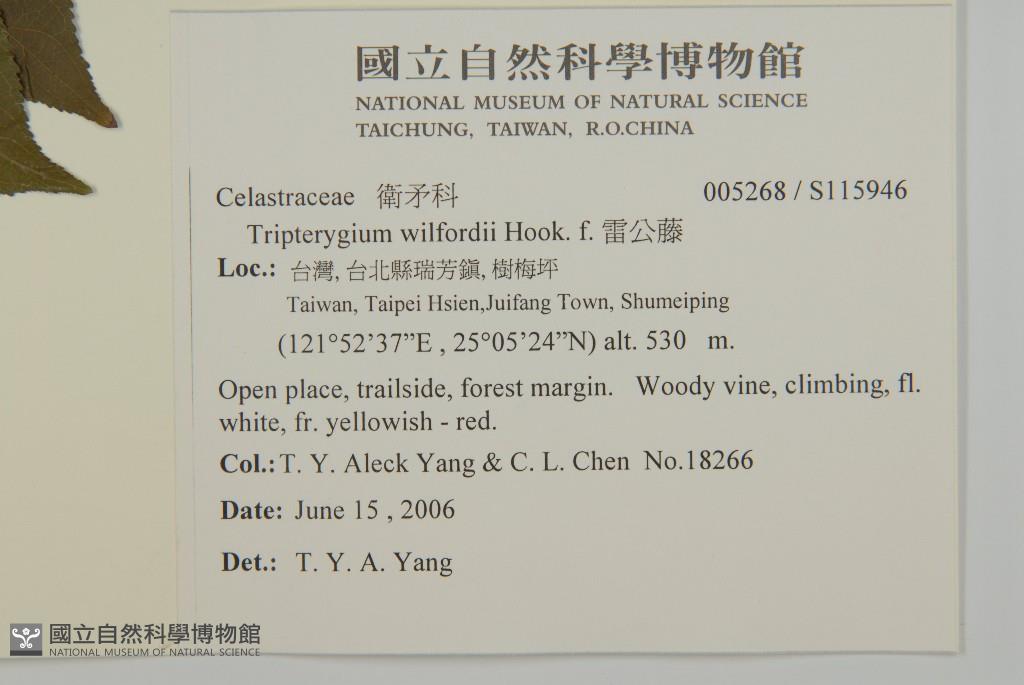 國立自然科學博物館
NATIONAL MUSEUM OF NATURAL SCIENCE
TAICHUNG, TAIWAN, R.O.CHINA
Celastraceae 衛矛科 005268 / S115946
Tripterygium wilfordii Hook. f. 雷公藤
Loc.: 台灣, 台北縣瑞芳鎮, 樹梅坪
Taiwan, Taipei Hsien,Juifang Town, Shumeiping
(121°52’37”E , 25°05’24”N) alt. 530 m.
Open place, trailside, forest margin. Woody vine, climbing, fl.
white, fr. yellowish - red.
Col.: T. Y. Aleck Yang & C. L. Chen No.18266
Date: June 15 , 2006
Det.: T. Y. A. Yang
國立自然科學博物館
NATIONAL MUSEUM OF NATURAL SCIENCE